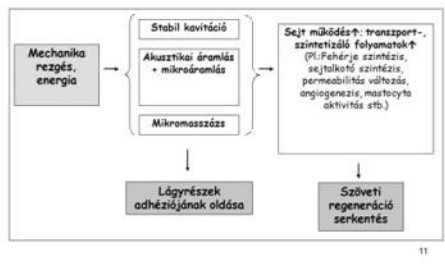 Mechanika
rezgés,
energia
Stabil kavitáció
Akusztikai áramlás
+ mikroáramlás
Mikromasszázs
Sejt működés↑; transzport-,
szintetizáló folyamatok↑
(Pl.:Fehérje szintézis,
sejtalkotó szintézis,
permeabilitás változás,
angiogenezis, mastocyta
aktivitás stb.)
Lágyrészek
adhéziójának oldása
Szöveti
regeneráció
serkentés
11